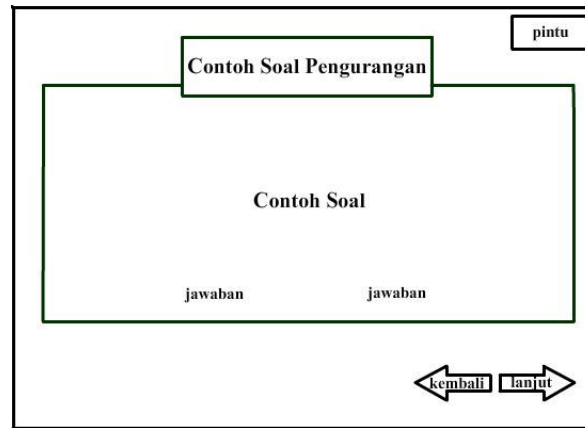 pintu
Contoh Soal Pengurangan
Contoh Soal
jawaban jawaban
kembali lanjut